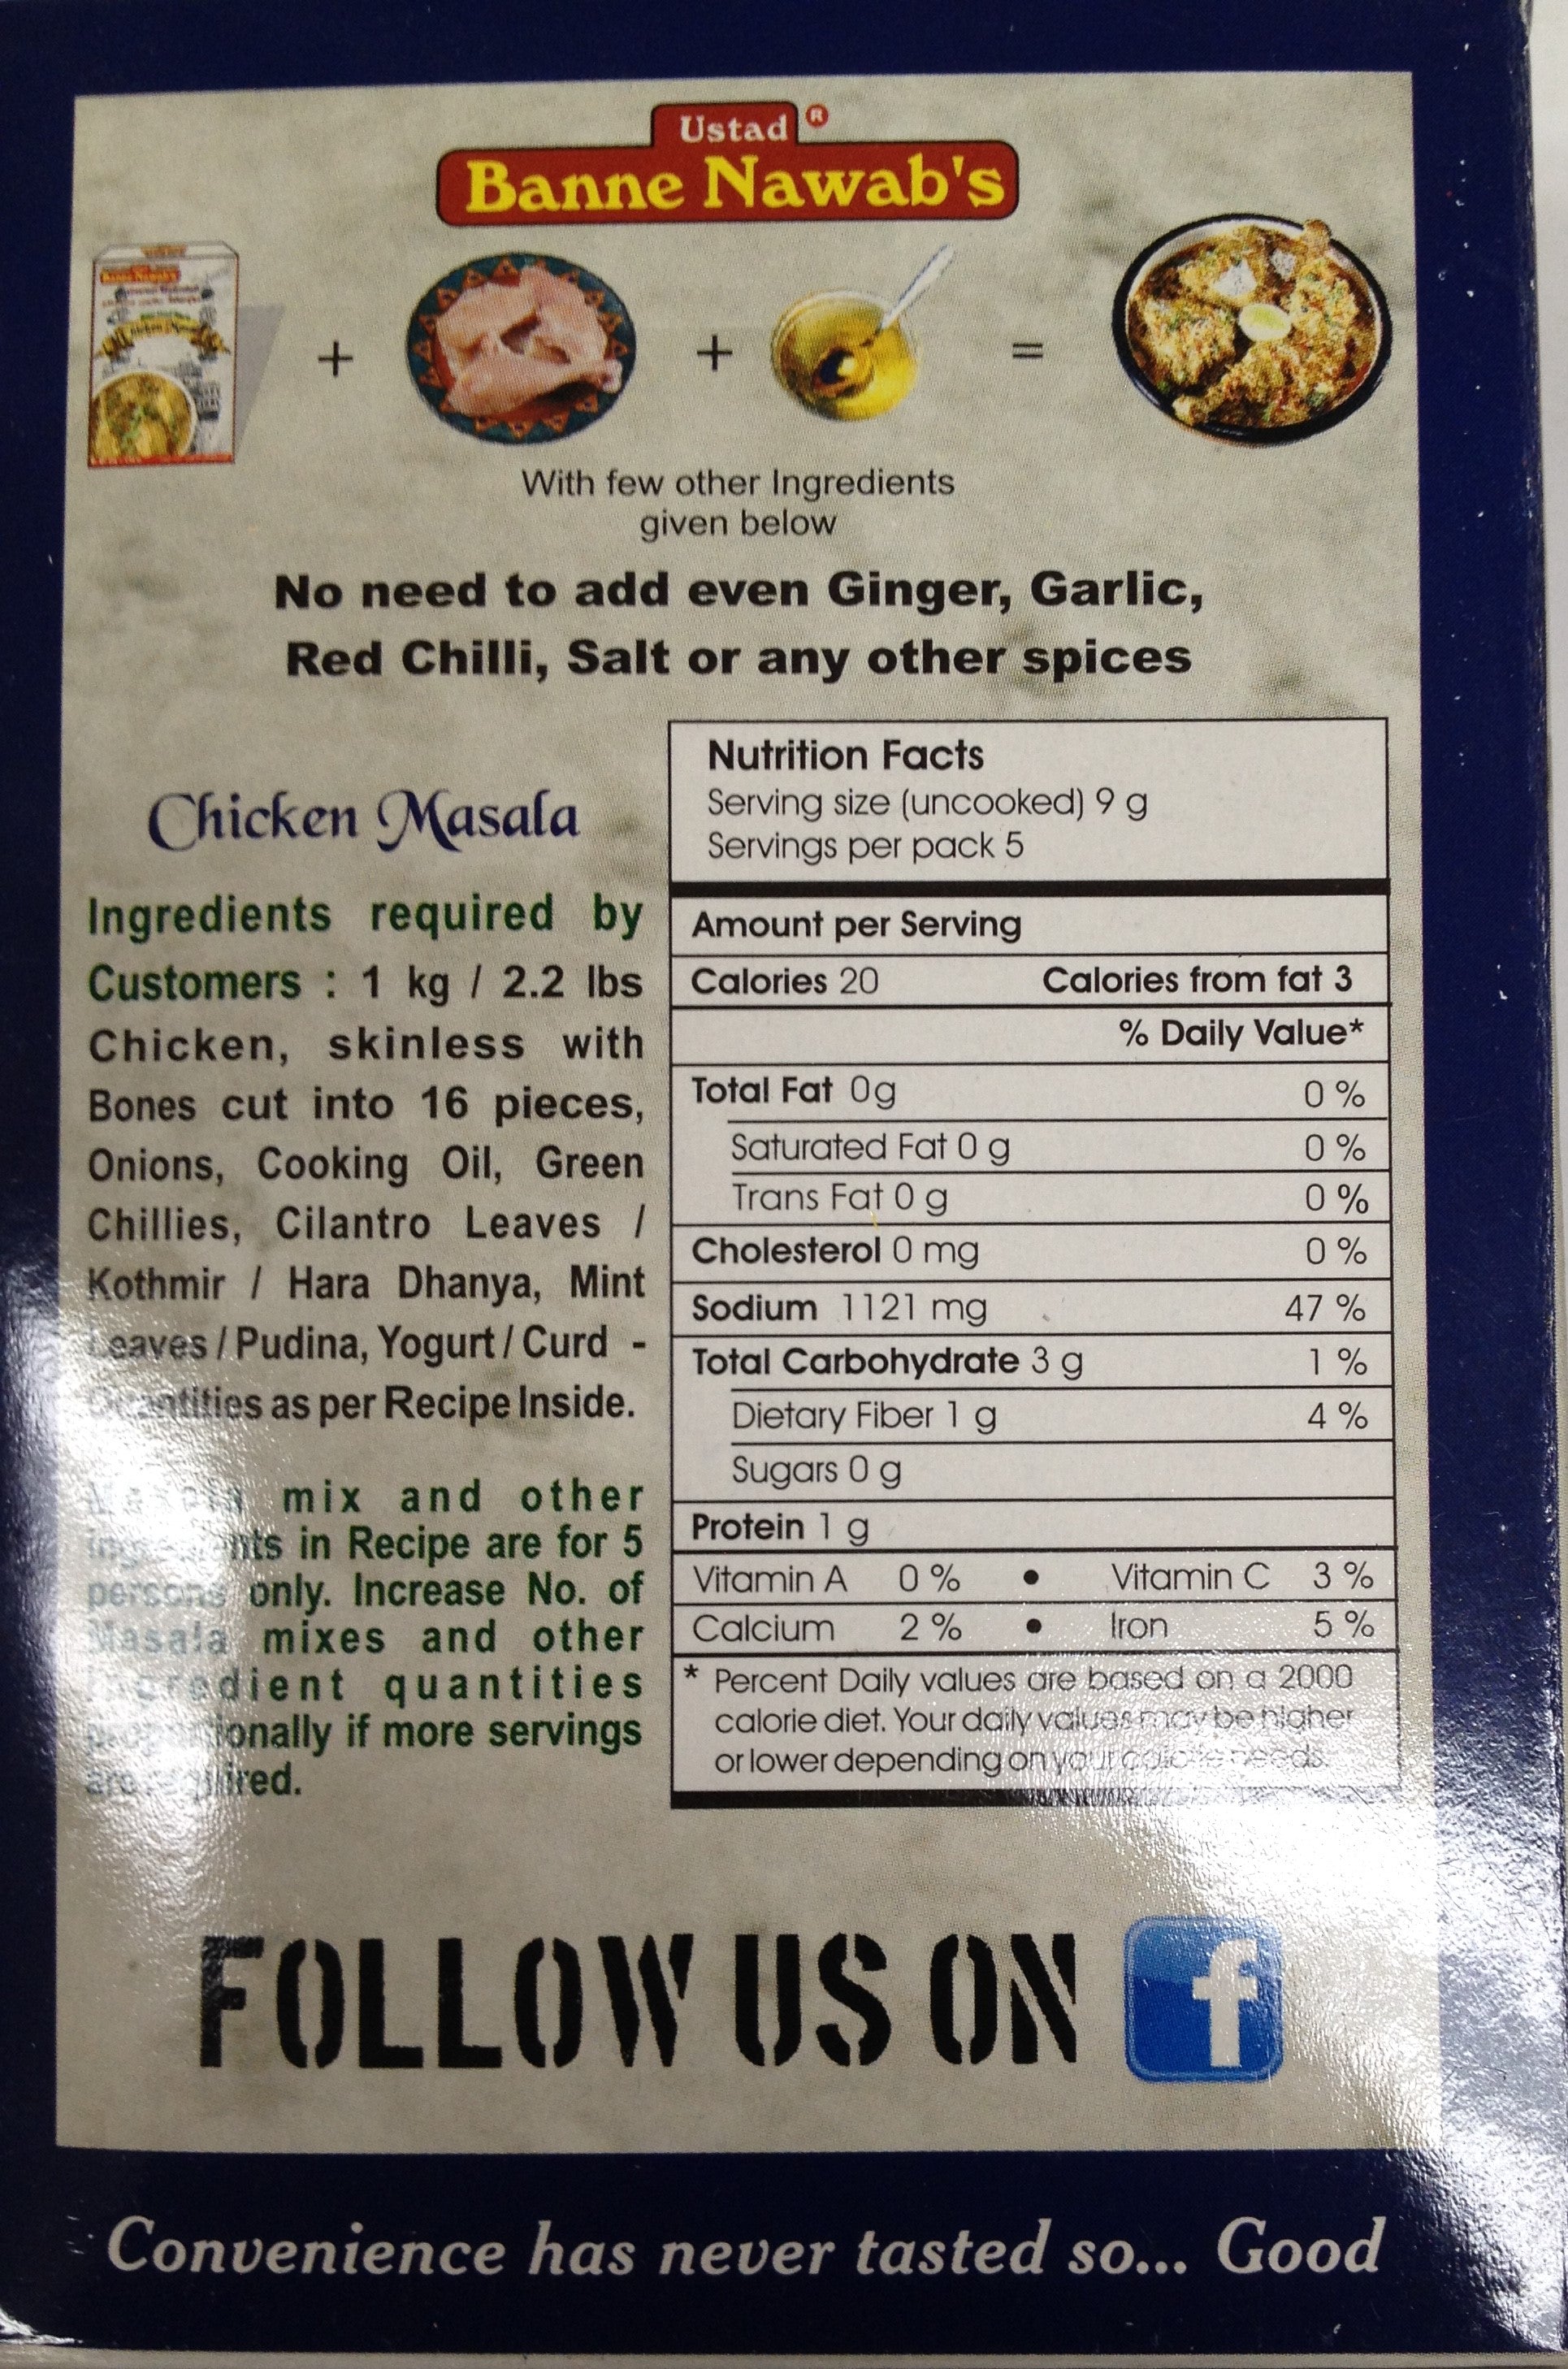 Ustad ®
Banne Nawab's
+ + =
With few other Ingredients
given below
No need to add even Ginger, Garlic,
Red Chilli, Salt or any other spices
Chicken Masala
Ingredients required by
Customers : 1 kg / 2.2 lbs
Chicken, skinless with
Bones cut into 16 pieces,
Onions, Cooking Oil, Green
Chillies, Cilantro Leaves /
Kothmir / Hara Dhanya, Mint
Leaves / Pudina, Yogurt / Curd -
Quantities as per Recipe Inside.
Masala mix and other
ingredients in Recipe are for 5
persons only. Increase No. of
Masala mixes and other
ingredient quantities
proportionally if more servings
are required.
Nutrition Facts
Serving size (uncooked) 9 g
Servings per pack 5
Amount per Serving
Calories 20 Calories from fat 3
% Daily Value*
Total Fat 0g 0 %
Saturated Fat 0 g 0 %
Trans Fat 0 g 0 %
Cholesterol 0 mg 0 %
Sodium 1121 mg 47 %
Total Carbohydrate 3 g 1 %
Dietary Fiber 1 g 4 %
Sugars 0 g
Protein 1 g
Vitamin A 0 % • Vitamin C 3 %
Calcium 2 % • Iron 5 %
* Percent Daily values are based on a 2000
calorie diet. Your daily values may be higher
or lower depending on your calorie needs.
FOLLOW US ON f
Convenience has never tasted so... Good